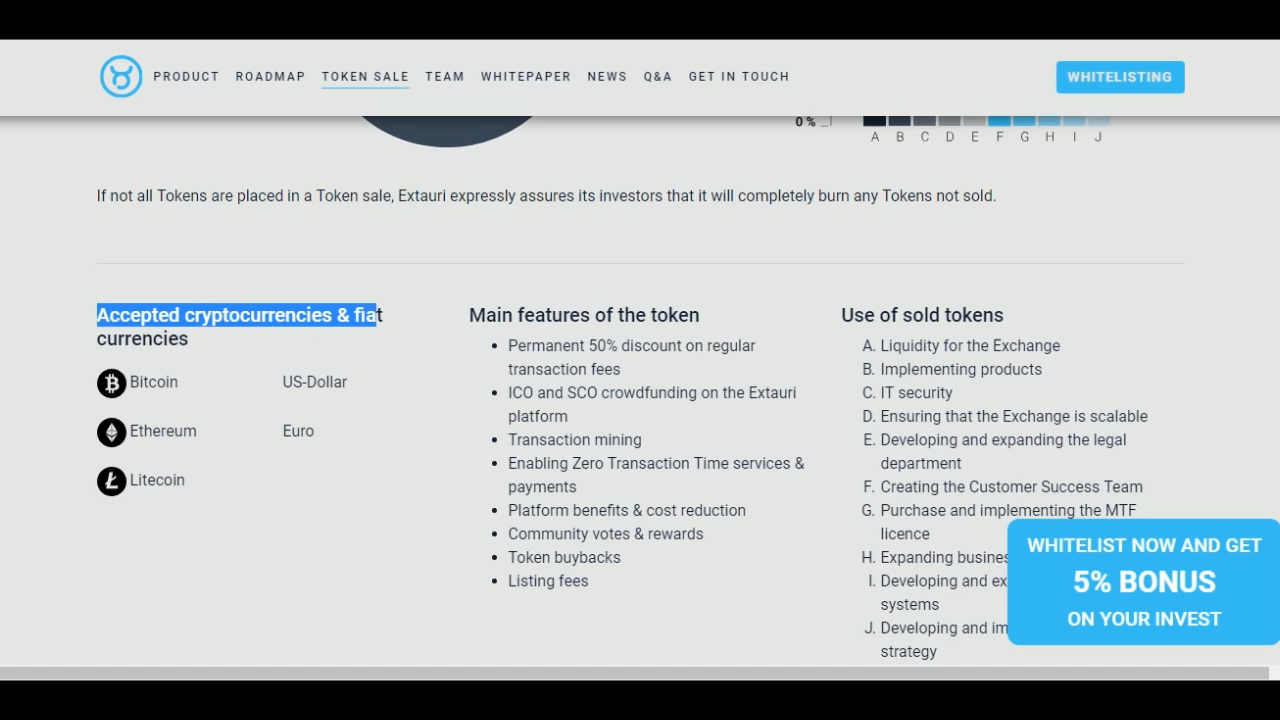 PRODUCT ROADMAP TOKEN SALE TEAM WHITEPAPER NEWS Q&A GET IN TOUCH WHITELISTING
0 %
A B C D E F G H I J
If not all Tokens are placed in a Token sale, Extauri expressly assures its investors that it will completely burn any Tokens not sold.
Accepted cryptocurrencies & fiat
currencies
Bitcoin US-Dollar
Ethereum Euro
Litecoin
Main features of the token
• Permanent 50% discount on regular
transaction fees
• ICO and SCO crowdfunding on the Extauri
platform
• Transaction mining
• Enabling Zero Transaction Time services &
payments
• Platform benefits & cost reduction
• Community votes & rewards
• Token buybacks
• Listing fees
Use of sold tokens
A. Liquidity for the Exchange
B. Implementing products
C. IT security
D. Ensuring that the Exchange is scalable
E. Developing and expanding the legal
department
F. Creating the Customer Success Team
G. Purchase and implementing the MTF
licence
H. Expanding
I. Developing and
systems
J. Developing and
strategy
WHITELIST NOW AND GET
5% BONUS
ON YOUR INVEST